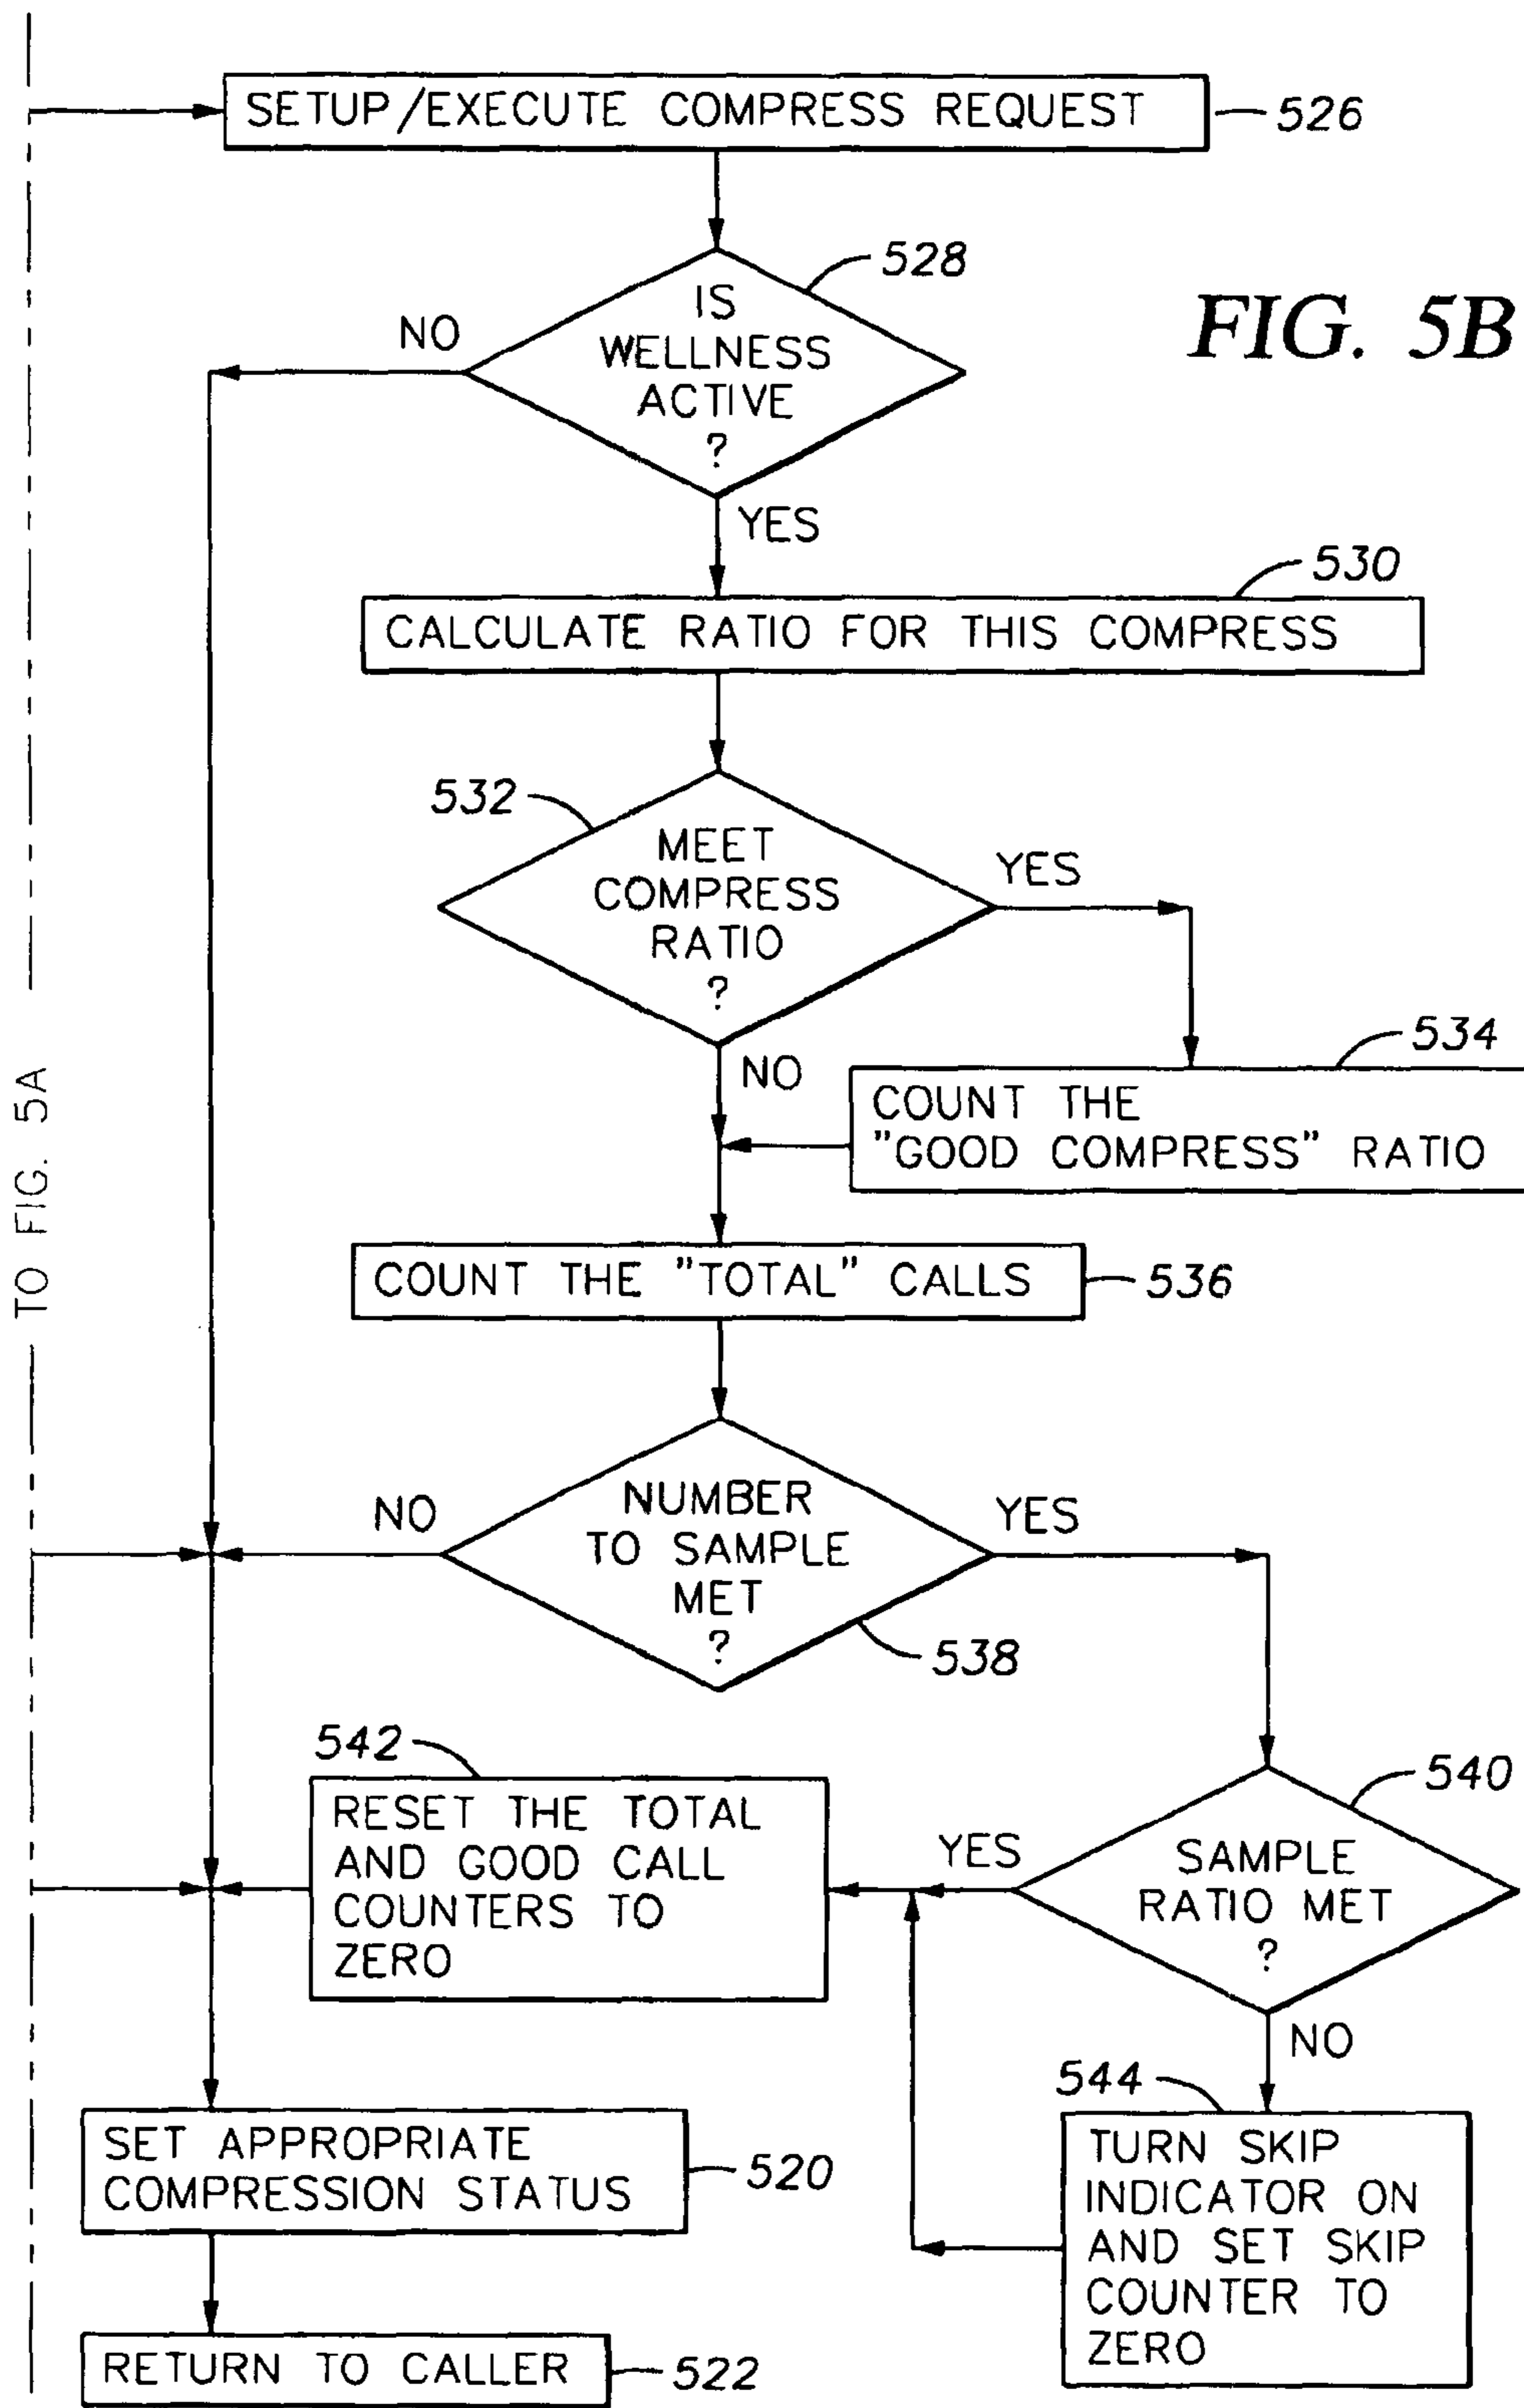 SETUP/EXECUTE COMPRESS REQUEST
526
528
IS
WELLNESS
ACTIVE
?
NO
FIG. 5B
YES
530
CALCULATE RATIO FOR THIS COMPRESS
532
MEET
COMPRESS
RATIO
?
YES
NO
534
COUNT THE
"GOOD COMPRESS" RATIO
TO FIG. 5A
COUNT THE "TOTAL" CALLS
536
NO
NUMBER
TO SAMPLE
MET
?
YES
538
542
RESET THE TOTAL
AND GOOD CALL
COUNTERS TO
ZERO
YES
540
SAMPLE
RATIO MET
?
NO
544
TURN SKIP
INDICATOR ON
AND SET SKIP
COUNTER TO
ZERO
SET APPROPRIATE
COMPRESSION STATUS
520
RETURN TO CALLER
522